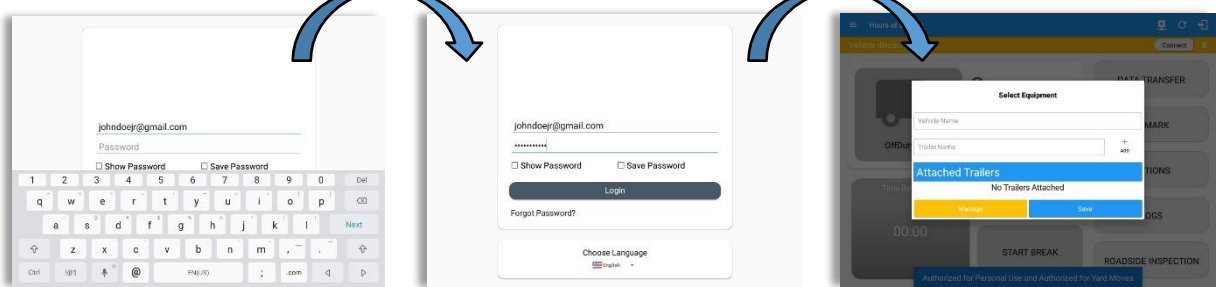 johndoejr@gmail.com
Password
Show Password Save Password
1 2 3 4 5 6 7 8 9 0 Del
q w e r t y u i o p
a s d f g h j k l Next
z x c v b n m , .
Ctrl !@1 @ EN(US) ; .com
johndoejr@gmail.com
Show Password Save Password
Login
Forgot Password?
Choose Language
English
Hours of
Vehicle Connect X
DATA TRANSFER
Select Equipment
Vehicle Name
MARK
OffDut
Trailer Name
+
ADD
Attached Trailers
No Trailers Attached
Manage Save
TIONS
OGS
00:00
START BREAK
ROADSIDE INSPECTION
Authorized for Personal Use and Authorized for Yard Moves